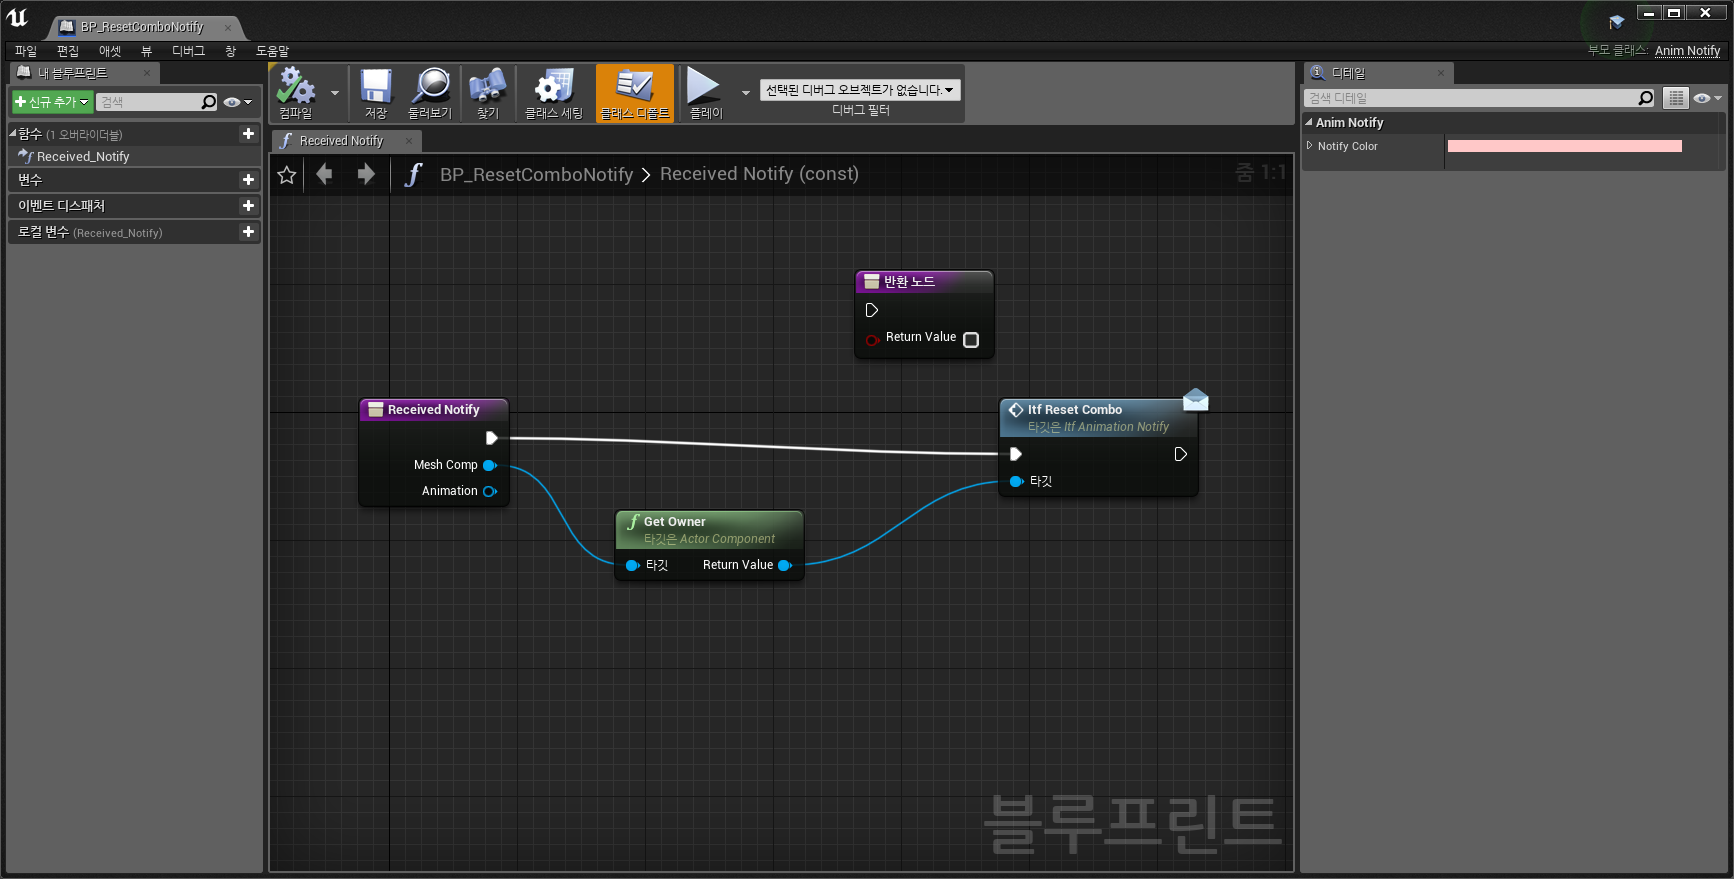 BP_ResetComboNotify
파일 편집 애셋 뷰 디버그 창 도움말
부모 클래스: Anim Notify
내 블루프린트
신규 추가 검색
함수 (1 오버라이더블)
Received_Notify
변수
이벤트 디스패처
로컬 변수 (Received_Notify)
컴파일 저장 둘러보기 찾기 클래스 세팅 클래스 디폴트 플레이
선택된 디버그 오브젝트가 없습니다.
디버그 필터
Received Notify
BP_ResetComboNotify > Received Notify (const)
줌 1:1
반환 노드
Return Value
Received Notify
Mesh Comp
Animation
Get Owner
타깃은 Actor Component
타깃 Return Value
Itf Reset Combo
타깃은 Itf Animation Notify
타깃
블루프린트
디테일
검색 디테일
Anim Notify
Notify Color